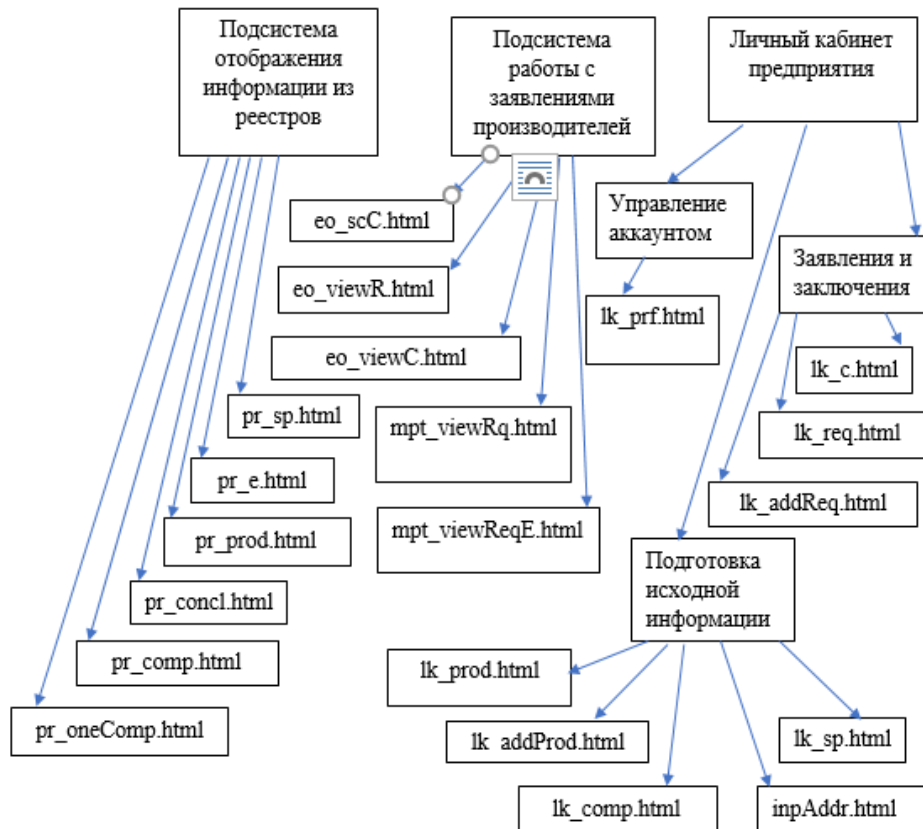 Подсистема
отображения
информации из
реестров
Подсистема
работы с
заявлениями
производителей
Личный кабинет
предприятия
eo_scC.html
eo_viewR.html
eo_viewC.html
mpt_viewRq.html
mpt_viewReqE.html
Управление
аккаунтом
lk_prf.html
Заявления и
заключения
lk_c.html
lk_req.html
lk_addReq.html
pr_sp.html
pr_e.html
pr_prod.html
pr_concl.html
pr_comp.html
pr_oneComp.html
Подготовка
исходной
информации
lk_prod.html
lk_addProd.html
lk_comp.html
inpAddr.html
lk_sp.html